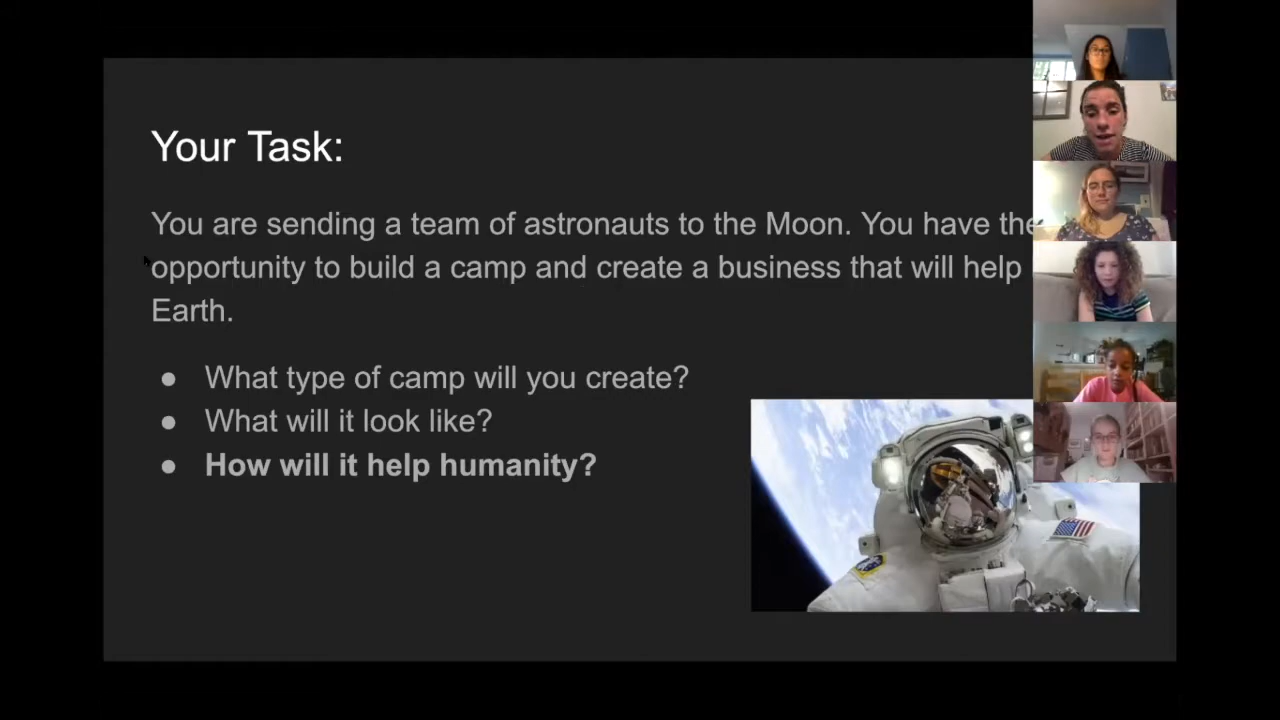 Your Task:
You are sending a team of astronauts to the Moon. You have the
opportunity to build a camp and create a business that will help
Earth.
● What type of camp will you create?
● What will it look like?
● How will it help humanity?